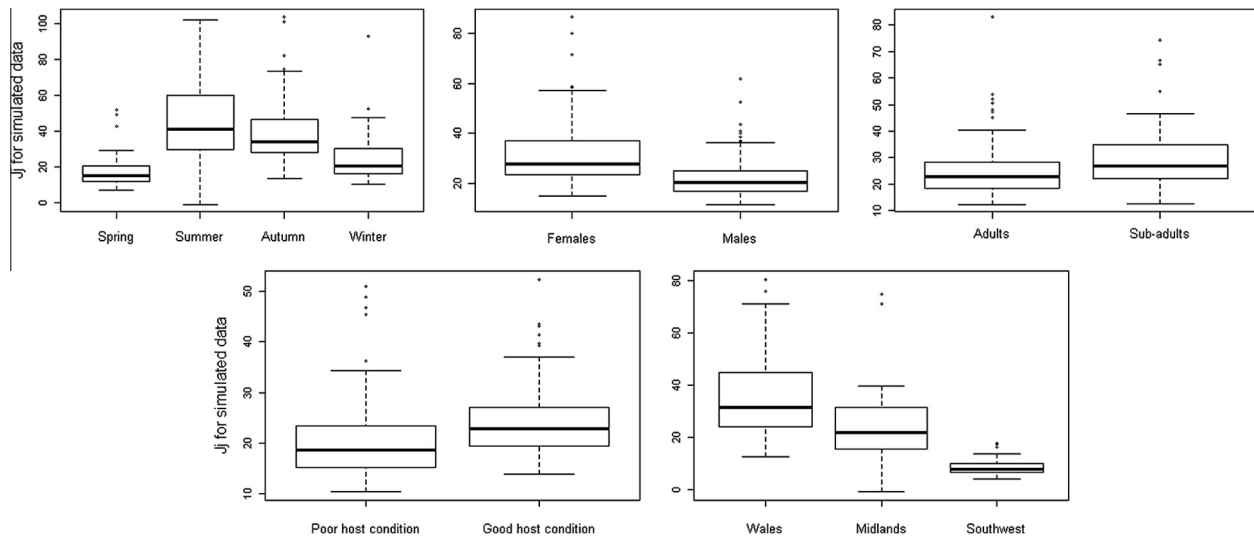 Jj for simulated data
100
80
60
40
20
0
Spring
Summer
Autumn
Winter
80
60
40
20
Females
Males
80
70
60
50
40
30
20
10
Adults
Sub-adults
Jj for simulated data
50
40
30
20
10
Poor host condition
Good host condition
80
60
40
20
0
Wales
Midlands
Southwest